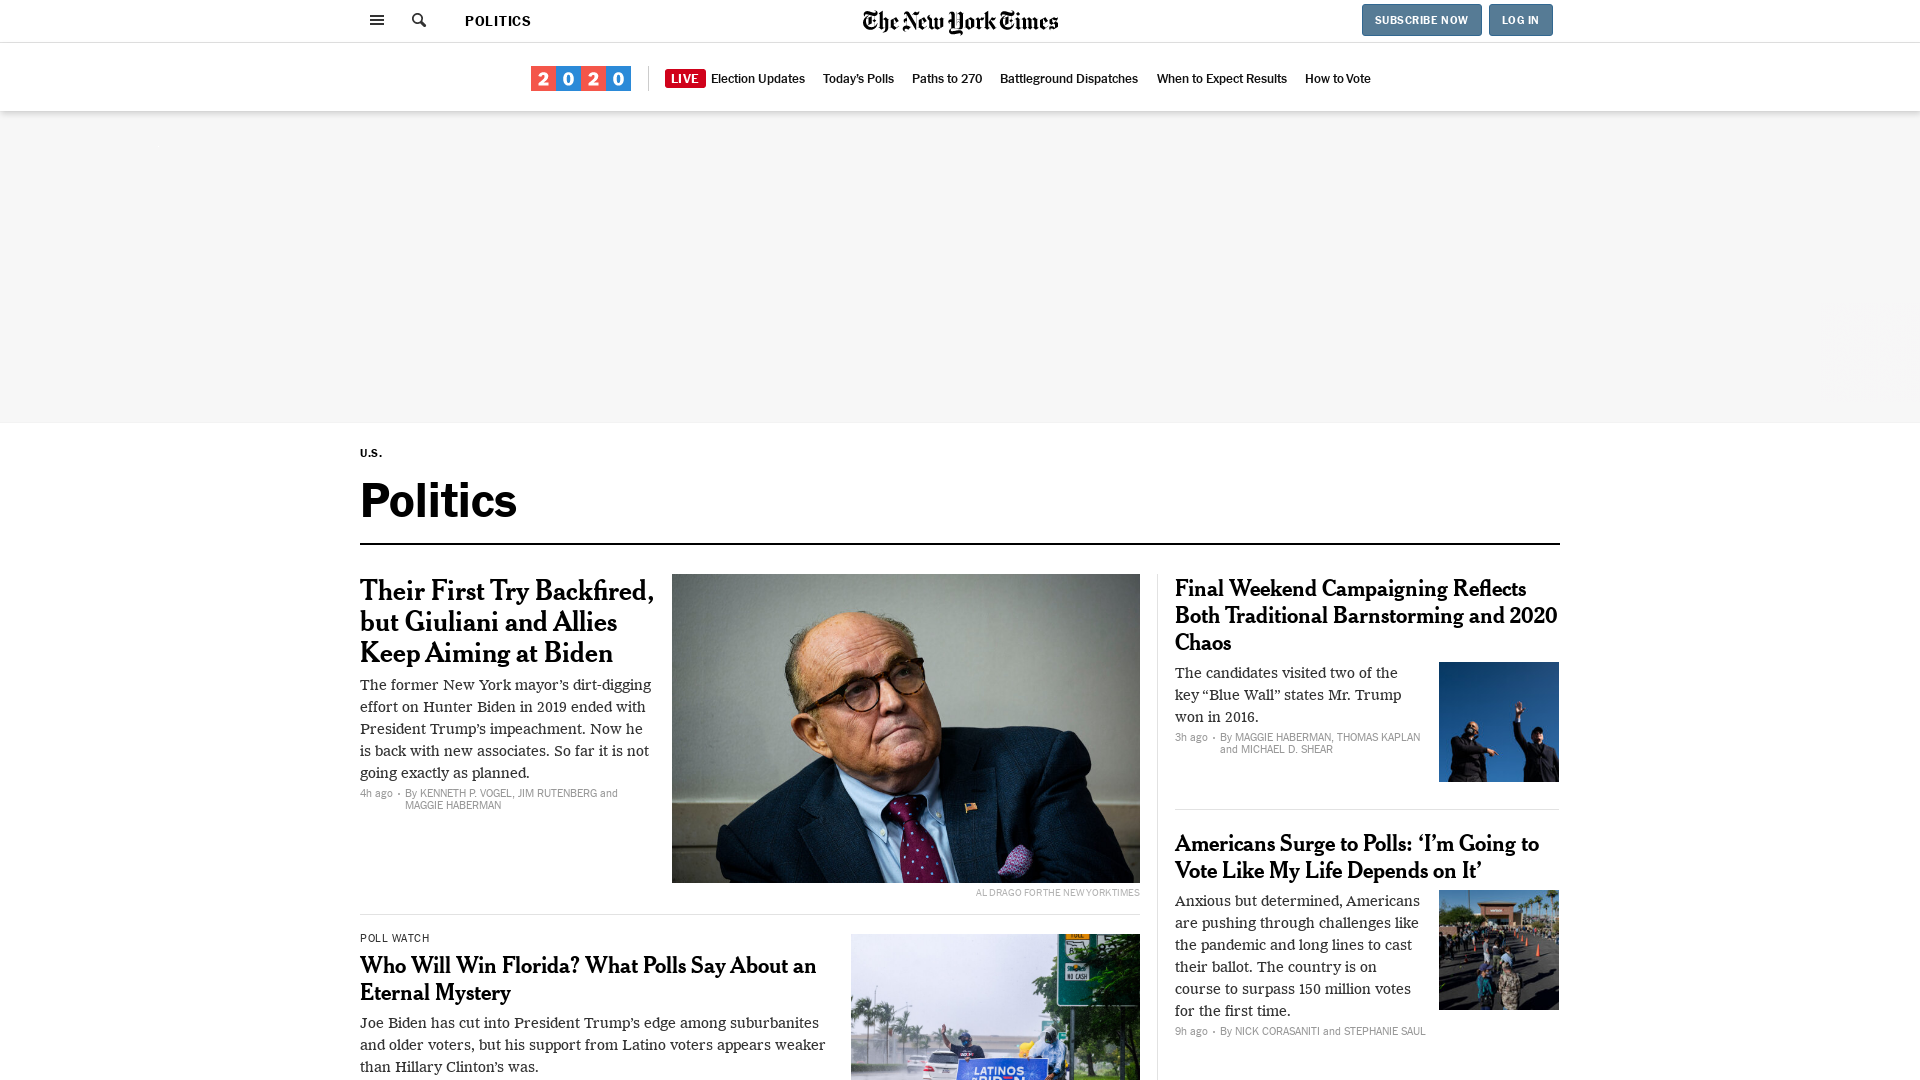 POLITICS
The New York Times
SUBSCRIBE NOW
LOG IN
2020
LIVE Election Updates
Today's Polls
Paths to 270
Battleground Dispatches
When to Expect Results
How to Vote
U.S.
Politics
Their First Try Backfired,
but Giuliani and Allies
Keep Aiming at Biden
The former New York mayor's dirt-digging
effort on Hunter Biden in 2019 ended with
President Trump's impeachment. Now he
is back with new associates. So far it is not
going exactly as planned.
4h ago • By KENNETH P. VOGEL, JIM RUTENBERG and
MAGGIE HABERMAN
AL DRAGO FOR THE NEW YORK TIMES
POLL WATCH
Who Will Win Florida? What Polls Say About an
Eternal Mystery
Joe Biden has cut into President Trump's edge among suburbanites
and older voters, but his support from Latino voters appears weaker
than Hillary Clinton's was.
NO CASH
LATINOS
Final Weekend Campaigning Reflects
Both Traditional Barnstorming and 2020
Chaos
The candidates visited two of the
key “Blue Wall” states Mr. Trump
won in 2016.
3h ago • By MAGGIE HABERMAN, THOMAS KAPLAN
and MICHAEL D. SHEAR
Americans Surge to Polls: ‘I’m Going to
Vote Like My Life Depends on It’
Anxious but determined, Americans
are pushing through challenges like
the pandemic and long lines to cast
their ballot. The country is on
course to surpass 150 million votes
for the first time.
9h ago • By NICK CORASANITI and STEPHANIE SAUL